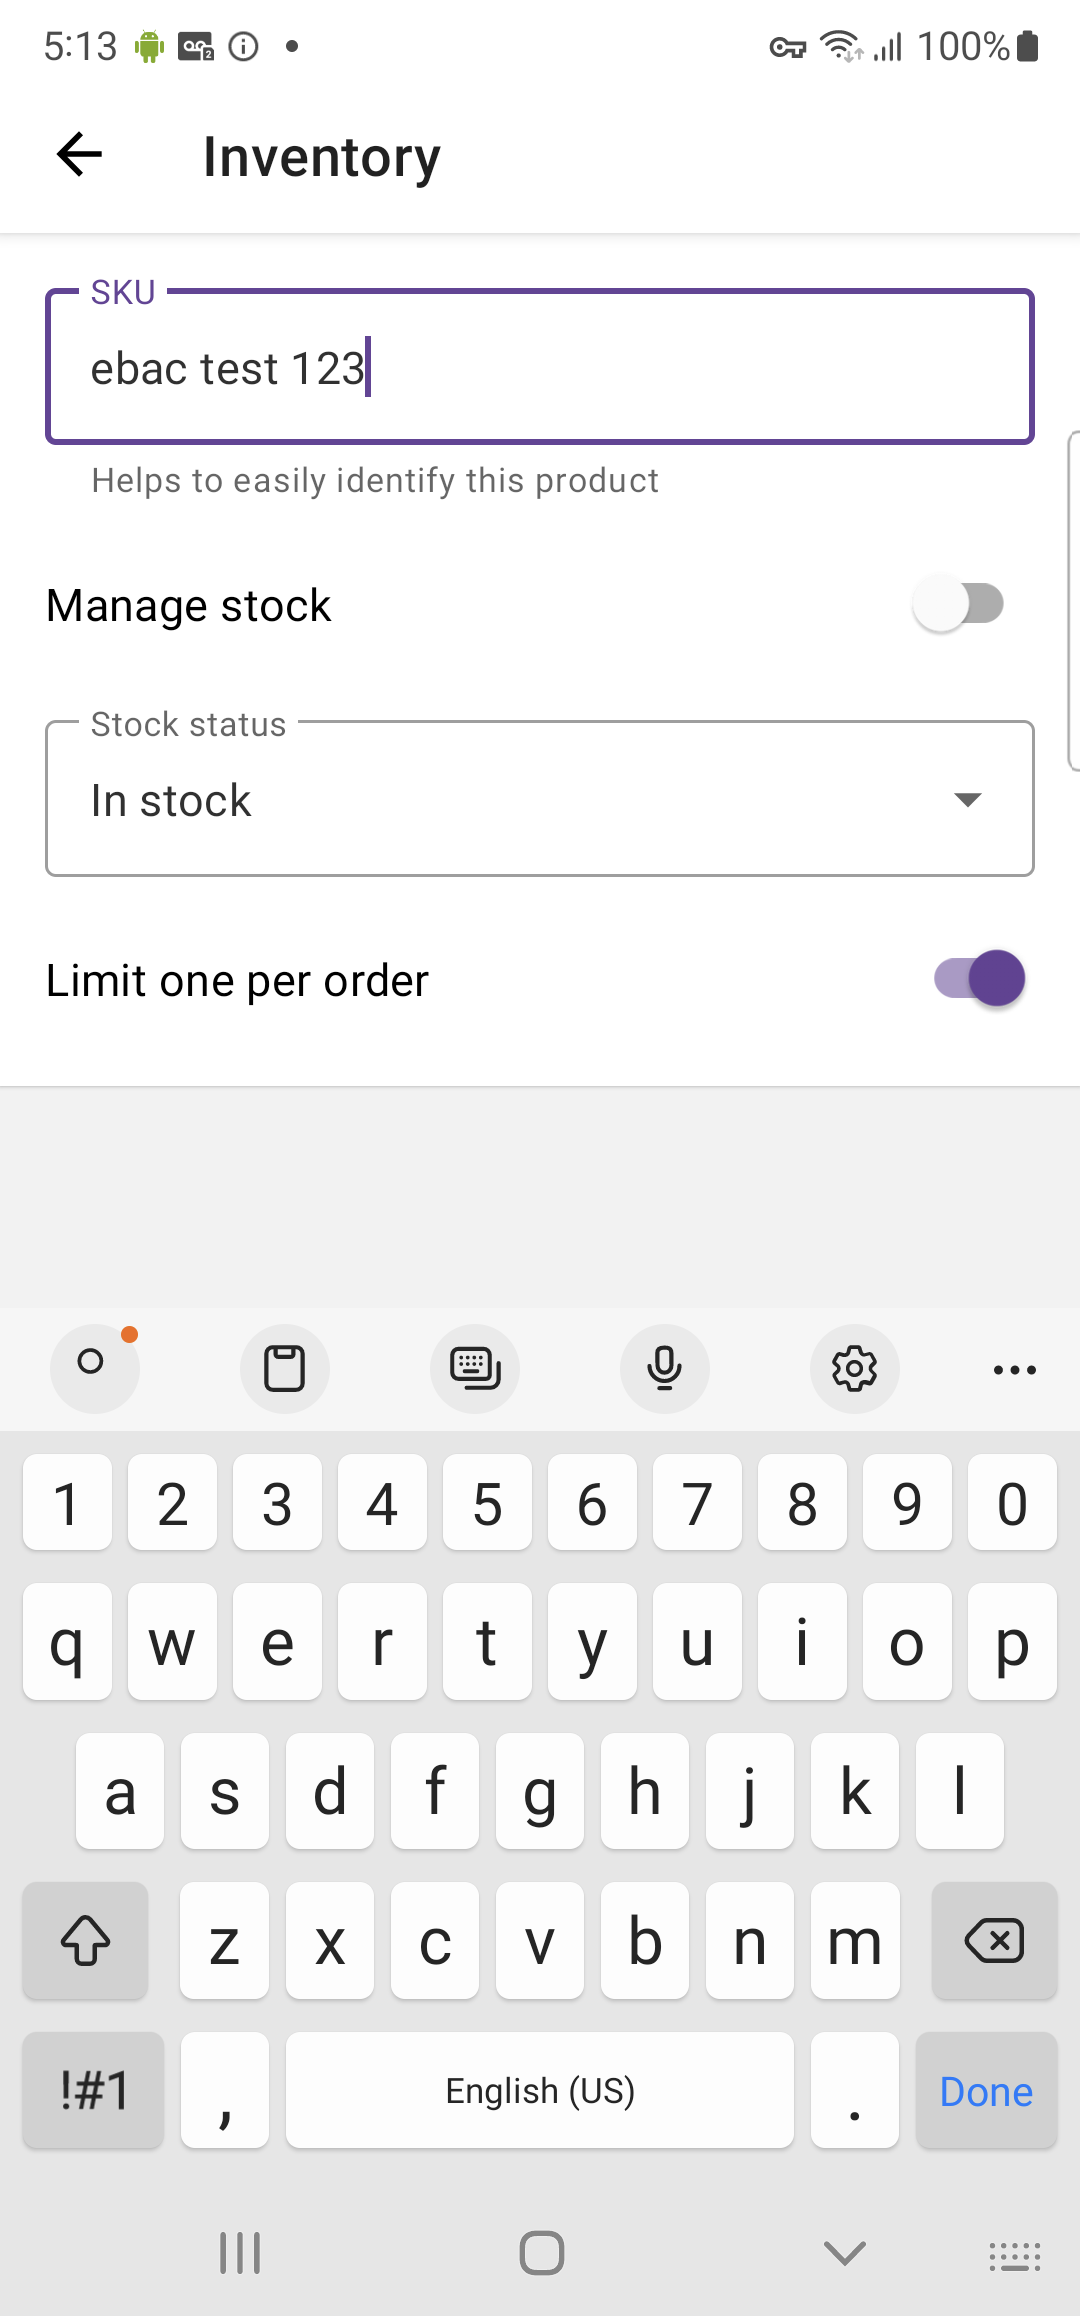 5:13 100%
Inventory
SKU
ebac test 123
Helps to easily identify this product
Manage stock
Stock status
In stock
Limit one per order
1 2 3 4 5 6 7 8 9 0
q w e r t y u i o p
a s d f g h j k l
z x c v b n m
!#1 , English (US) . Done